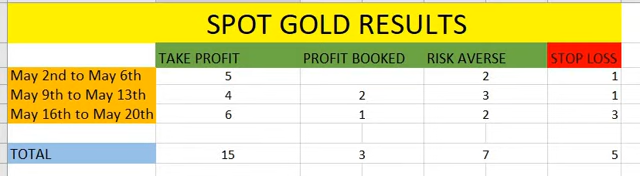 SPOT GOLD RESULTS
TAKE PROFIT PROFIT BOOKED RISK AVERSE STOP LOSS
May 2nd to May 6th 5 2 1
May 9th to May 13th 4 2 3 1
May 16th to May 20th 6 1 2 3
TOTAL 15 3 7 5